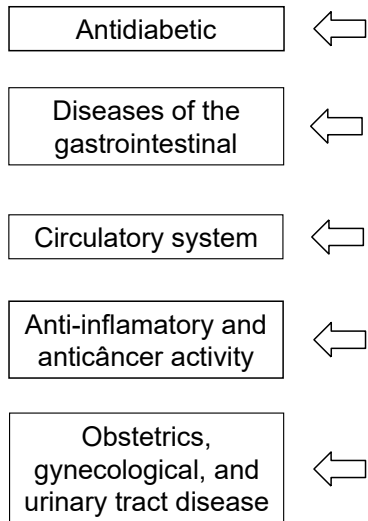 Antidiabetic
Diseases of the
gastrointestinal
Circulatory system
Anti-inflamatory and
anticâncer activity
Obstetrics,
gynecological, and
urinary tract disease